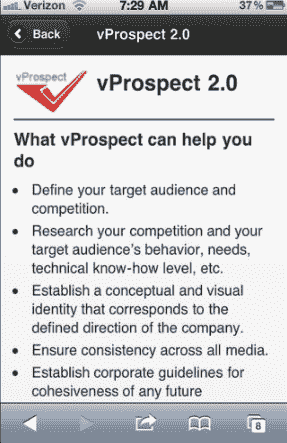 Verizon 7:29 AM 37%
Back vProspect 2.0
vProspect vProspect 2.0
What vProspect can help you
do
• Define your target audience and
competition.
• Research your competition and your
target audience's behavior, needs,
technical know-how level, etc.
• Establish a conceptual and visual
identity that corresponds to the
defined direction of the company.
• Ensure consistency across all media.
• Establish corporate guidelines for
cohesiveness of any future
8